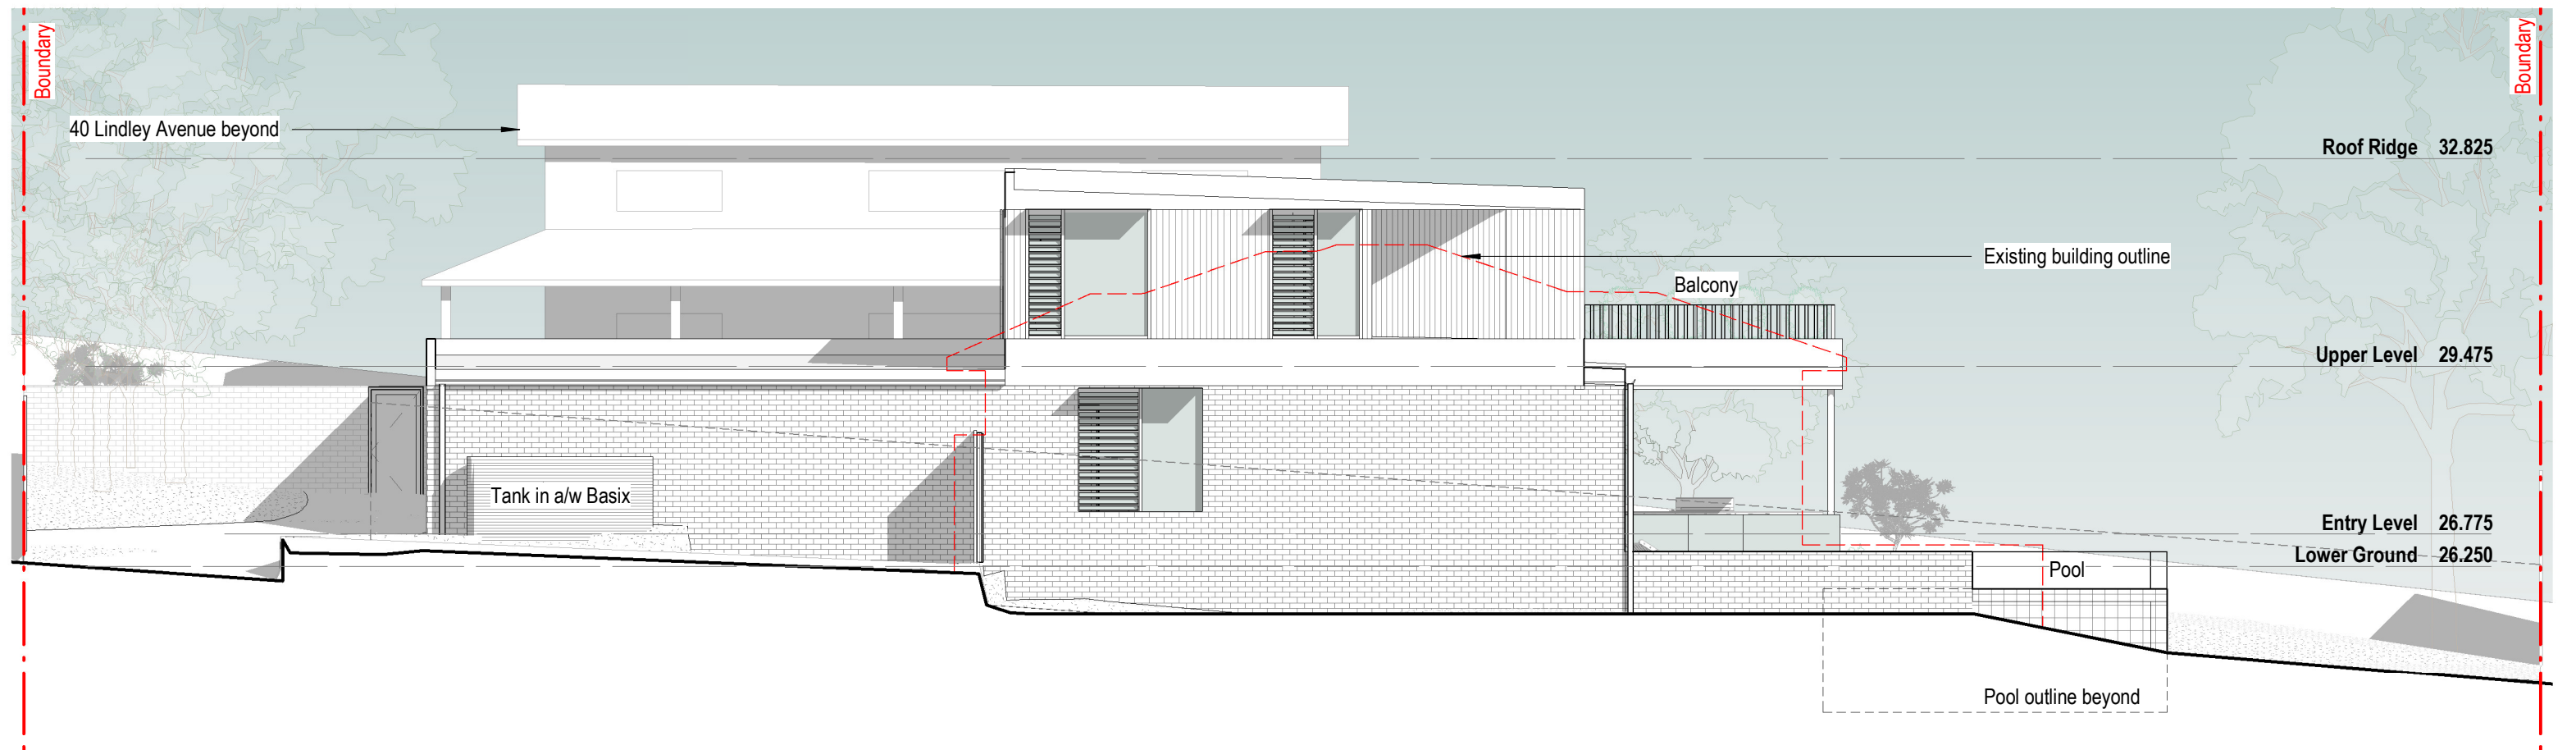 Boundary
Boundary
40 Lindley Avenue beyond
Roof Ridge 32.825
Existing building outline
Balcony
Upper Level 29.475
Tank in a/w Basix
Entry Level 26.775
Lower Ground 26.250
Pool
Pool outline beyond